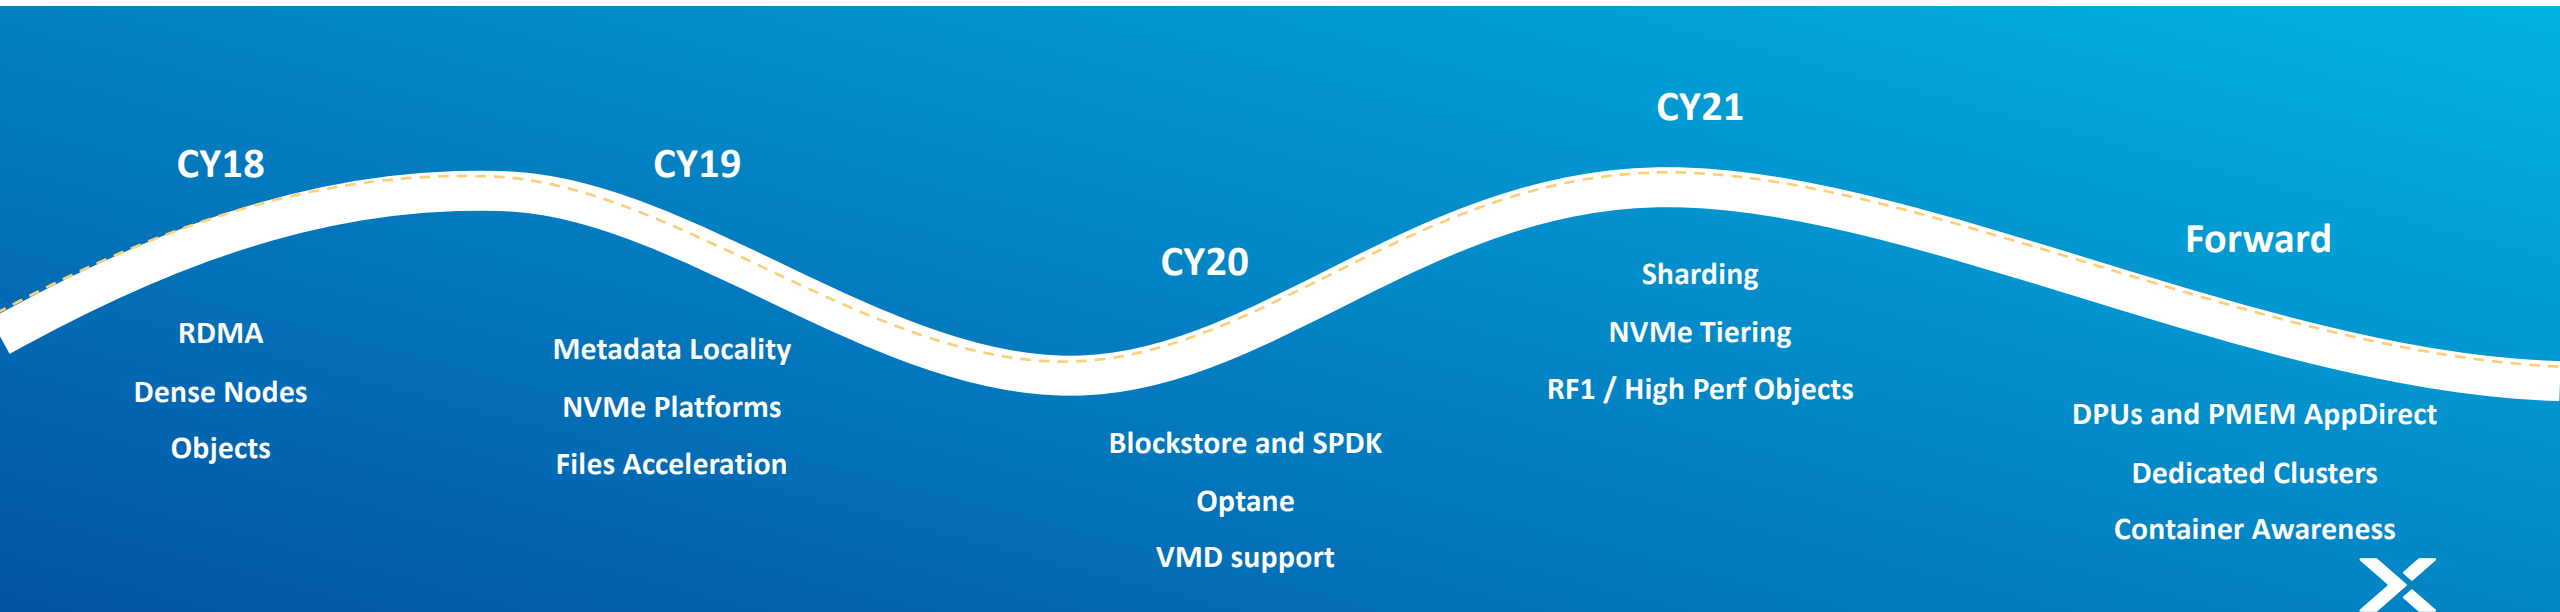 CY18
RDMA
Dense Nodes
Objects
CY19
Metadata Locality
NVMe Platforms
Files Acceleration
CY20
Blockstore and SPDK
Optane
VMD support
CY21
Sharding
NVMe Tiering
RF1 / High Perf Objects
Forward
DPUs and PMEM AppDirect
Dedicated Clusters
Container Awareness